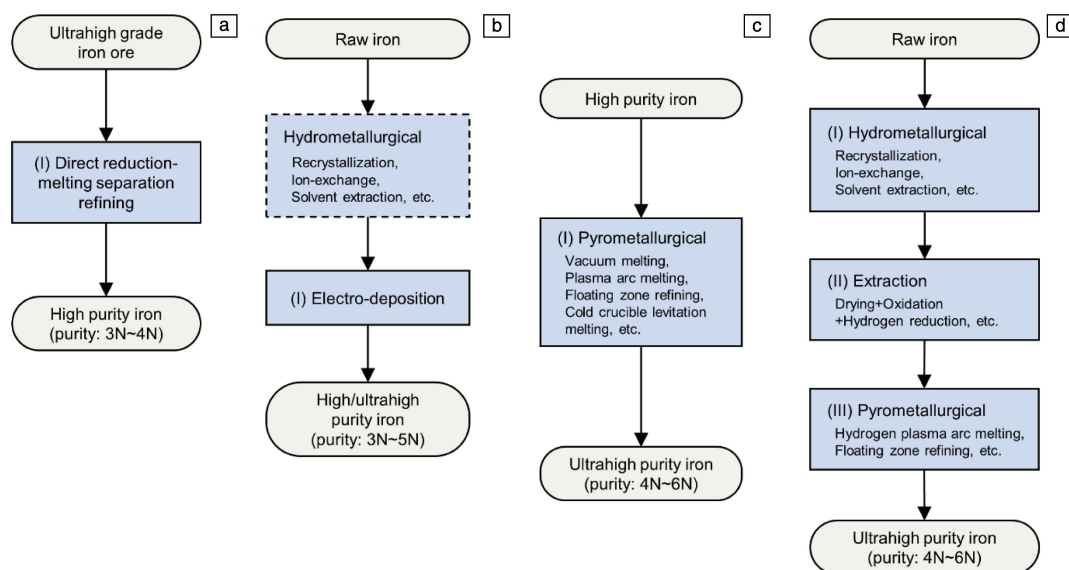 a
Ultrahigh grade
iron ore
(I) Direct reduction-
melting separation
refining
High purity iron
(purity: 3N~4N)
b
Raw iron
Hydrometallurgical
Recrystallization,
Ion-exchange,
Solvent extraction, etc.
(I) Electro-deposition
High/ultrahigh
purity iron
(purity: 3N~5N)
c
High purity iron
(I) Pyrometallurgical
Vacuum melting,
Plasma arc melting,
Floating zone refining,
Cold crucible levitation
melting, etc.
Ultrahigh purity iron
(purity: 4N~6N)
d
Raw iron
(I) Hydrometallurgical
Recrystallization,
Ion-exchange,
Solvent extraction, etc.
(II) Extraction
Drying+Oxidation
+Hydrogen reduction, etc.
(III) Pyrometallurgical
Hydrogen plasma arc melting,
Floating zone refining, etc.
Ultrahigh purity iron
(purity: 4N~6N)